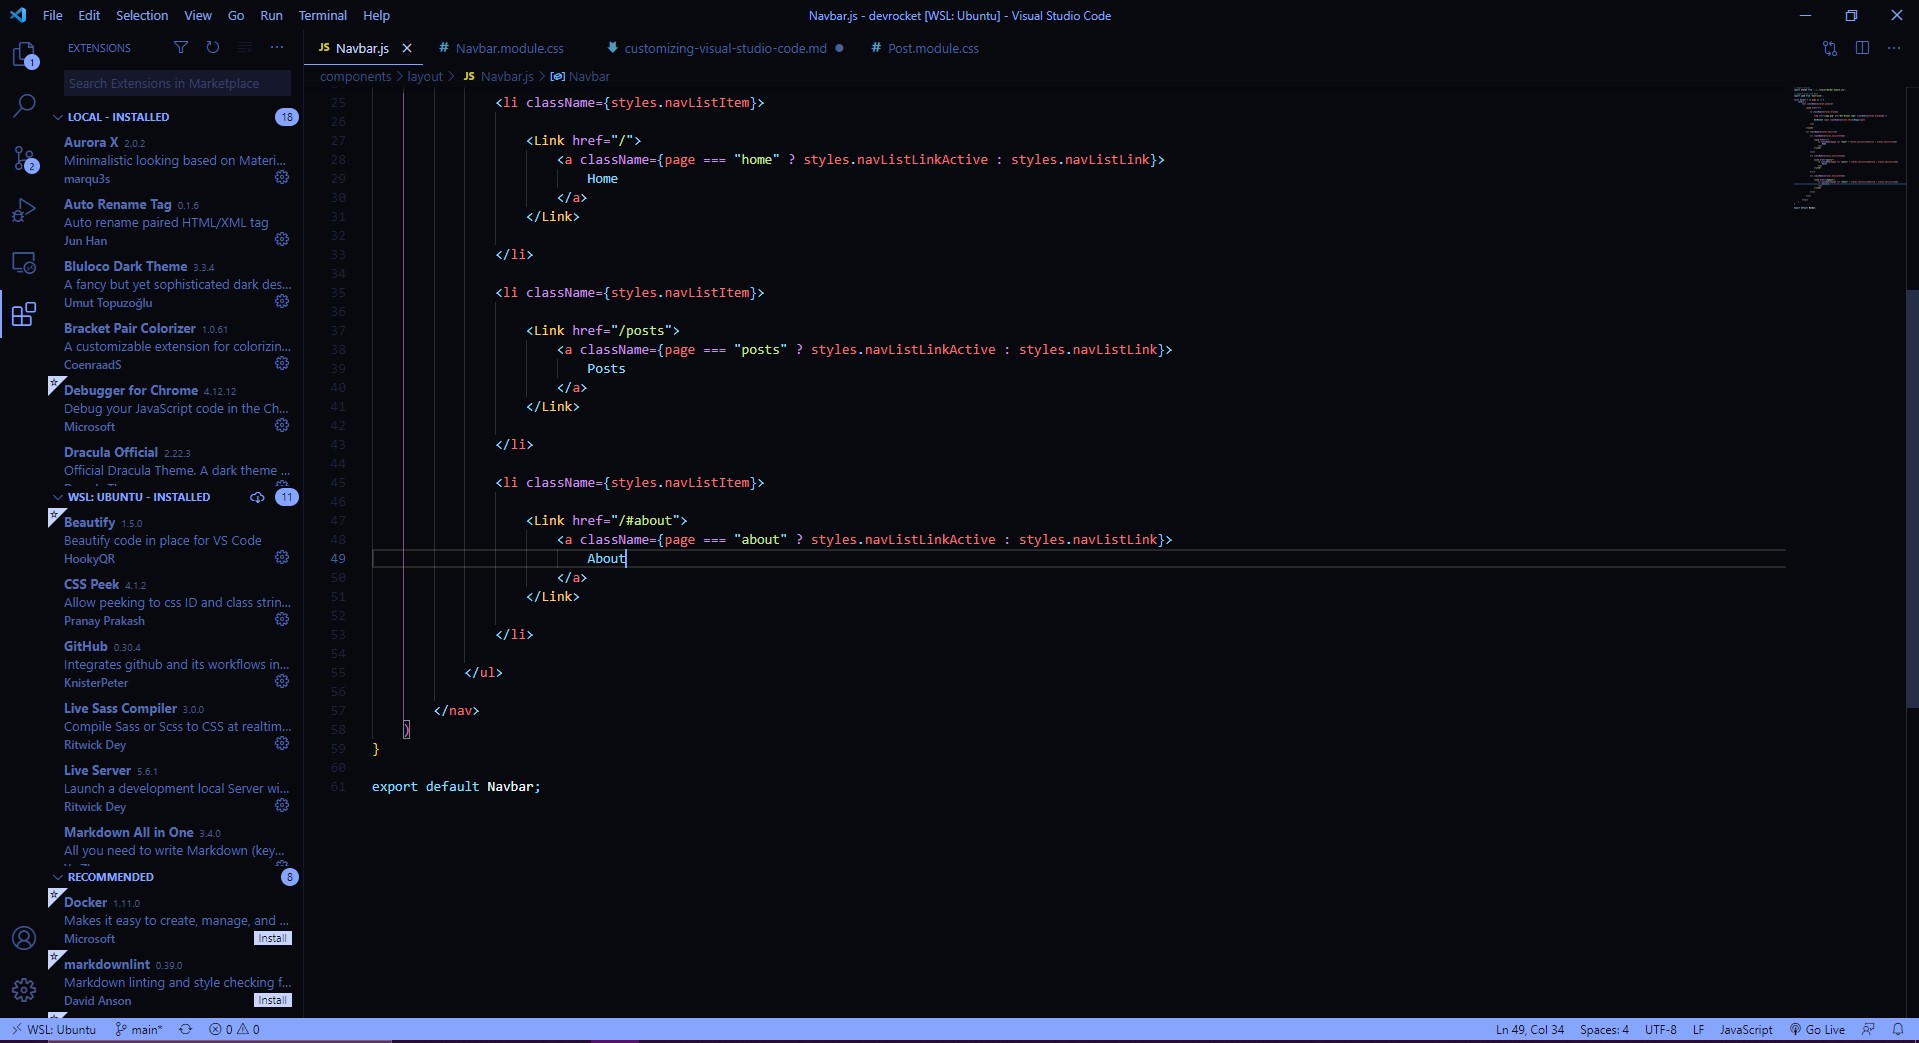 File Edit Selection View Go Run Terminal Help
Navbar.js - devrocket [WSL: Ubuntu] - Visual Studio Code
1
2
EXTENSIONS
Search Extensions in Marketplace
LOCAL - INSTALLED 18
Aurora X 2.0.2
Minimalistic looking based on Materi...
marqu3s
Auto Rename Tag 0.1.6
Auto rename paired HTML/XML tag
Jun Han
Bluloco Dark Theme 3.3.4
A fancy but yet sophisticated dark des...
Umut Topuzoğlu
Bracket Pair Colorizer 1.0.61
A customizable extension for colorizin...
CoenraadS
Debugger for Chrome 4.12.12
Debug your JavaScript code in the Ch...
Microsoft
Dracula Official 2.22.3
Official Dracula Theme. A dark theme ...
WSL: UBUNTU - INSTALLED 11
Beautify 1.5.0
Beautify code in place for VS Code
HookyQR
CSS Peek 4.1.2
Allow peeking to css ID and class strin...
Pranay Prakash
GitHub 0.30.4
Integrates github and its workflows in...
KnisterPeter
Live Sass Compiler 3.0.0
Compile Sass or Scss to CSS at realtim...
Ritwick Dey
Live Server 5.6.1
Launch a development local Server wi...
Ritwick Dey
Markdown All in One 3.4.0
All you need to write Markdown (key...
RECOMMENDED 8
Docker 1.11.0
Makes it easy to create, manage, and ...
Microsoft Install
markdownlint 0.39.0
Markdown linting and style checking f...
David Anson Install
JS Navbar.js # Navbar.module.css customizing-visual-studio-code.md # Post.module.css
components > layout > JS Navbar.js > Navbar
25 <li className={styles.navListItem}>
26
27 <Link href="/">
28 <a className={page === "home" ? styles.navListLinkActive : styles.navListLink}>
29 Home
30 </a>
31 </Link>
32
33 </li>
34
35 <li className={styles.navListItem}>
36
37 <Link href="/posts">
38 <a className={page === "posts" ? styles.navListLinkActive : styles.navListLink}>
39 Posts
40 </a>
41 </Link>
42
43 </li>
44
45 <li className={styles.navListItem}>
46
47 <Link href="/#about">
48 <a className={page === "about" ? styles.navListLinkActive : styles.navListLink}>
49 About
50 </a>
51 </Link>
52
53 </li>
54
55 </ul>
56
57 </nav>
58 )
59 }
60
61 export default Navbar;
WSL: Ubuntu main* 0 0 Ln 49, Col 34 Spaces: 4 UTF-8 LF JavaScript Go Live